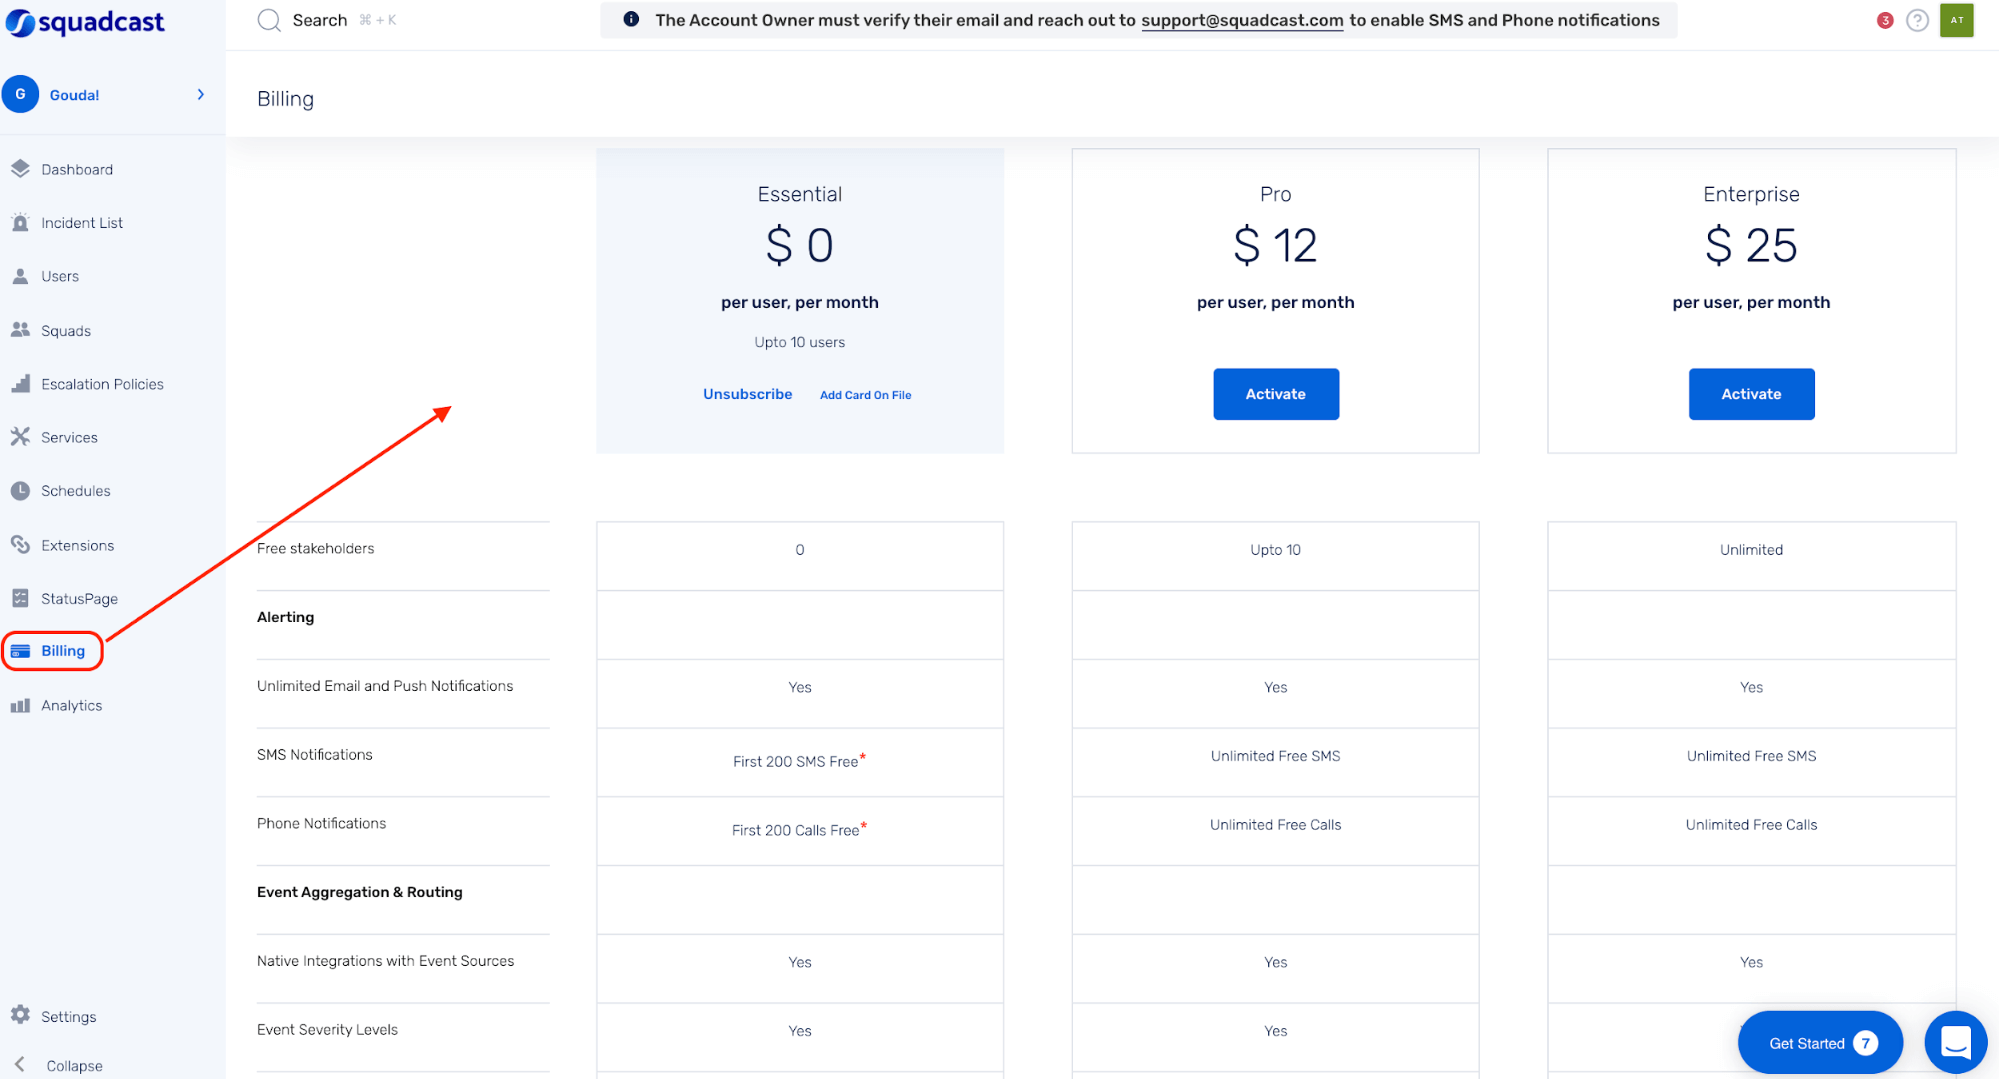 squadcast
Search ⌘ + K
The Account Owner must verify their email and reach out to support@squadcast.com to enable SMS and Phone notifications
3
?
AT
G
Gouda!
Billing
Dashboard
Incident List
Users
Squads
Escalation Policies
Services
Schedules
Extensions
StatusPage
Billing
Analytics
Settings
Collapse
Essential
$ 0
per user, per month
Upto 10 users
Unsubscribe Add Card On File
Pro
$ 12
per user, per month
Activate
Enterprise
$ 25
per user, per month
Activate
Free stakeholders 0 Upto 10 Unlimited
Alerting
Unlimited Email and Push Notifications Yes Yes Yes
SMS Notifications First 200 SMS Free* Unlimited Free SMS Unlimited Free SMS
Phone Notifications First 200 Calls Free* Unlimited Free Calls Unlimited Free Calls
Event Aggregation & Routing
Native Integrations with Event Sources Yes Yes Yes
Event Severity Levels Yes Yes
Get Started 7